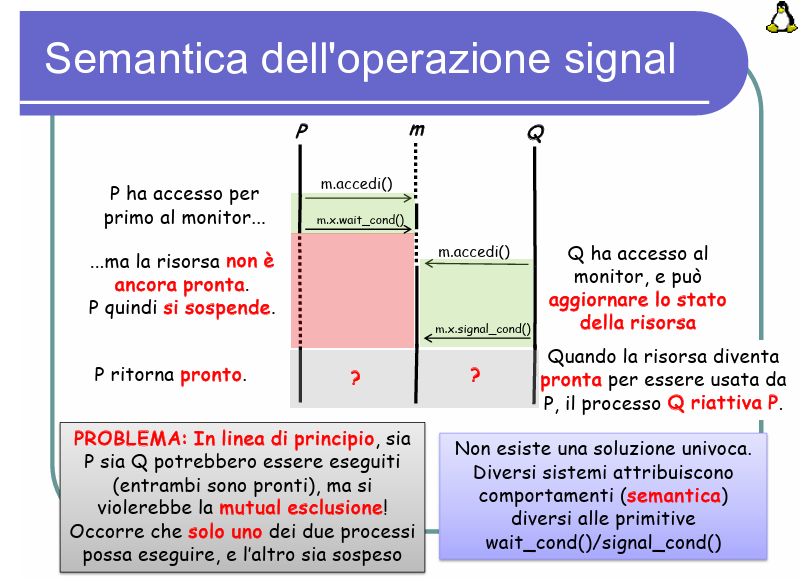 Semantica dell'operazione signal
P
m
Q
m.accedi()
P ha accesso per
primo al monitor...
m.x.wait_cond()
...ma la risorsa non è
ancora pronta.
P quindi si sospende.
m.accedi()
Q ha accesso al
monitor, e può
aggiornare lo stato
della risorsa
m.x.signal_cond()
P ritorna pronto.
?
?
Quando la risorsa diventa
pronta per essere usata da
P, il processo Q riattiva P.
PROBLEMA: In linea di principio, sia
P sia Q potrebbero essere eseguiti
(entrambi sono pronti), ma si
violerebbe la mutual esclusione!
Occorre che solo uno dei due processi
possa eseguire, e l'altro sia sospeso
Non esiste una soluzione univoca.
Diversi sistemi attribuiscono
comportamenti (semantica)
diversi alle primitive
wait_cond()/signal_cond()